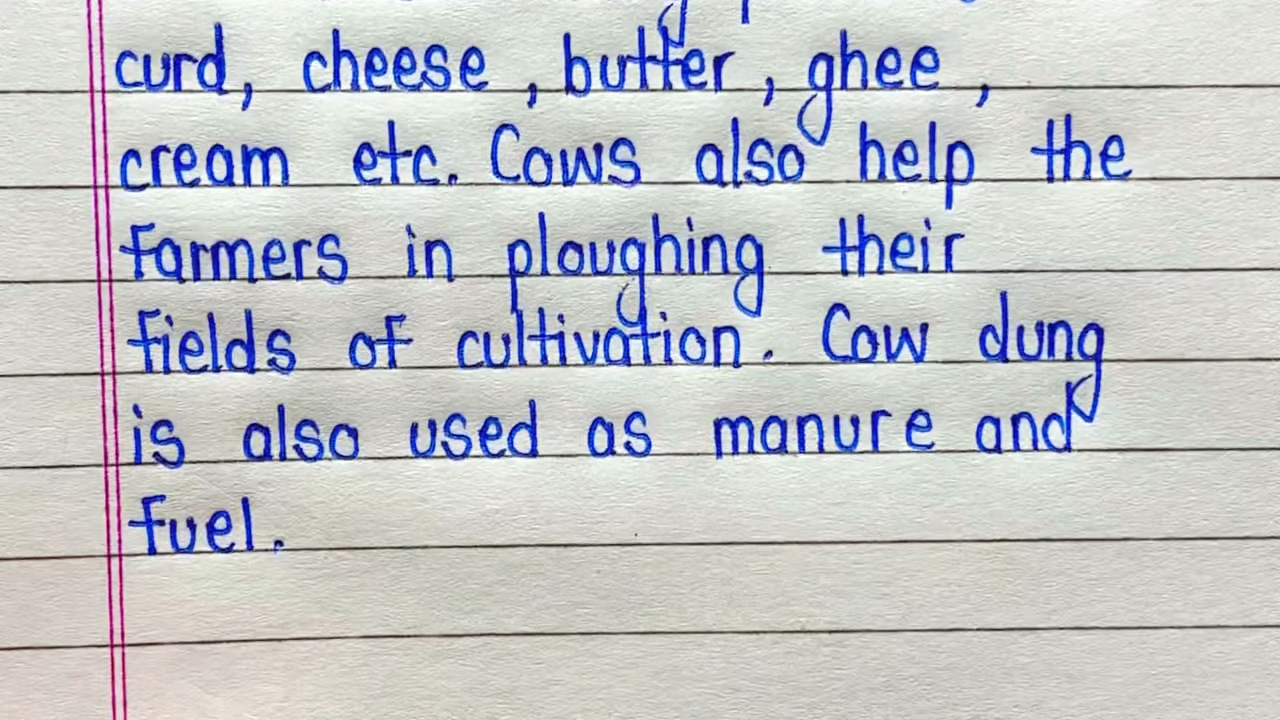 curd, cheese , butter , ghee ,
cream etc. Cows also help the
farmers in ploughing their
fields of cultivation. Cow dung
is also used as manure and
fuel.